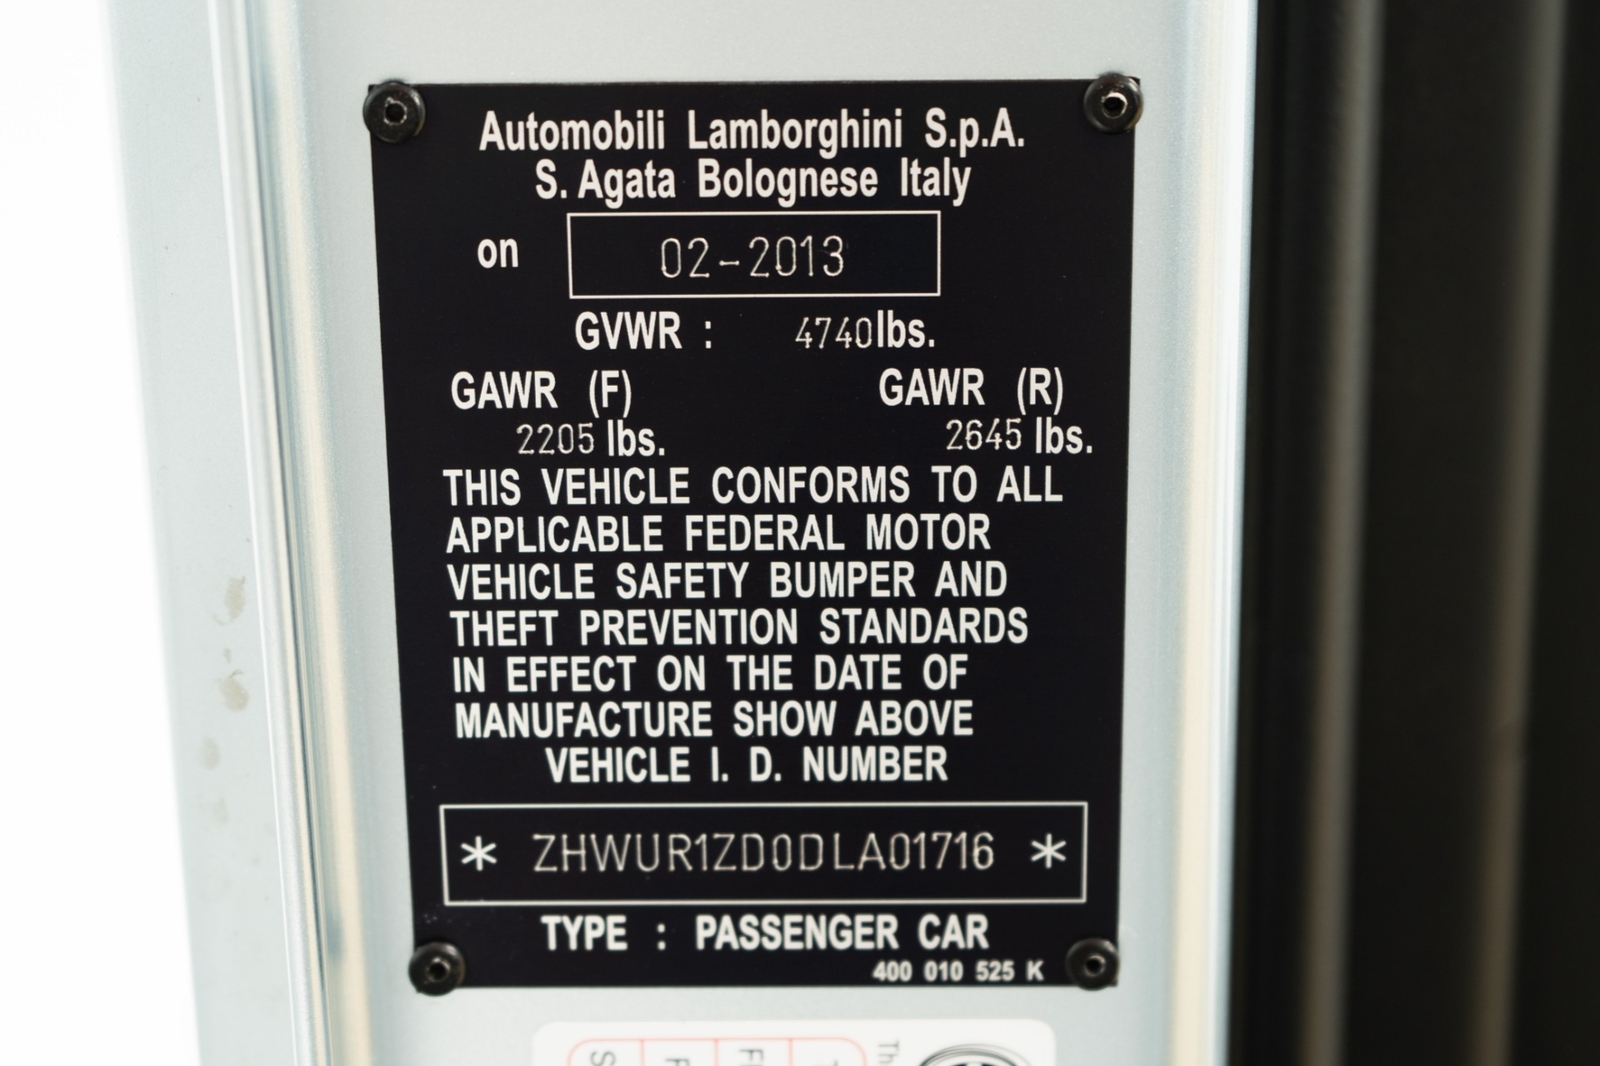 Automobili Lamborghini S.p.A.
S. Agata Bolognese Italy
on 02-2013
GVWR : 4740lbs.
GAWR (F) GAWR (R)
2205 lbs. 2645 lbs.
THIS VEHICLE CONFORMS TO ALL
APPLICABLE FEDERAL MOTOR
VEHICLE SAFETY BUMPER AND
THEFT PREVENTION STANDARDS
IN EFFECT ON THE DATE OF
MANUFACTURE SHOW ABOVE
VEHICLE I. D. NUMBER
* ZHWUR1ZD0DLA01716 *
TYPE : PASSENGER CAR
400 010 525 K